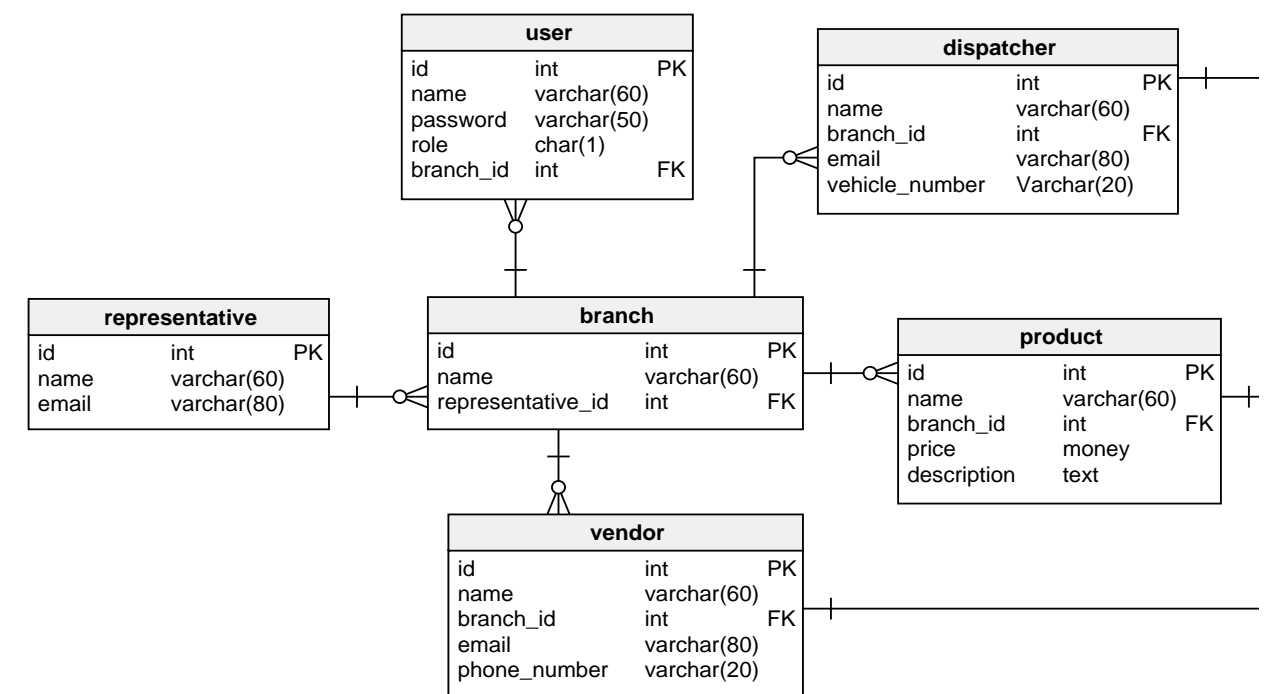 user
id int PK
name varchar(60)
password varchar(50)
role char(1)
branch_id int FK
dispatcher
id int PK
name varchar(60)
branch_id int FK
email varchar(80)
vehicle_number Varchar(20)
representative
id int PK
name varchar(60)
email varchar(80)
branch
id int PK
name varchar(60)
representative_id int FK
product
id int PK
name varchar(60)
branch_id int FK
price money
description text
vendor
id int PK
name varchar(60)
branch_id int FK
email varchar(80)
phone_number varchar(20)